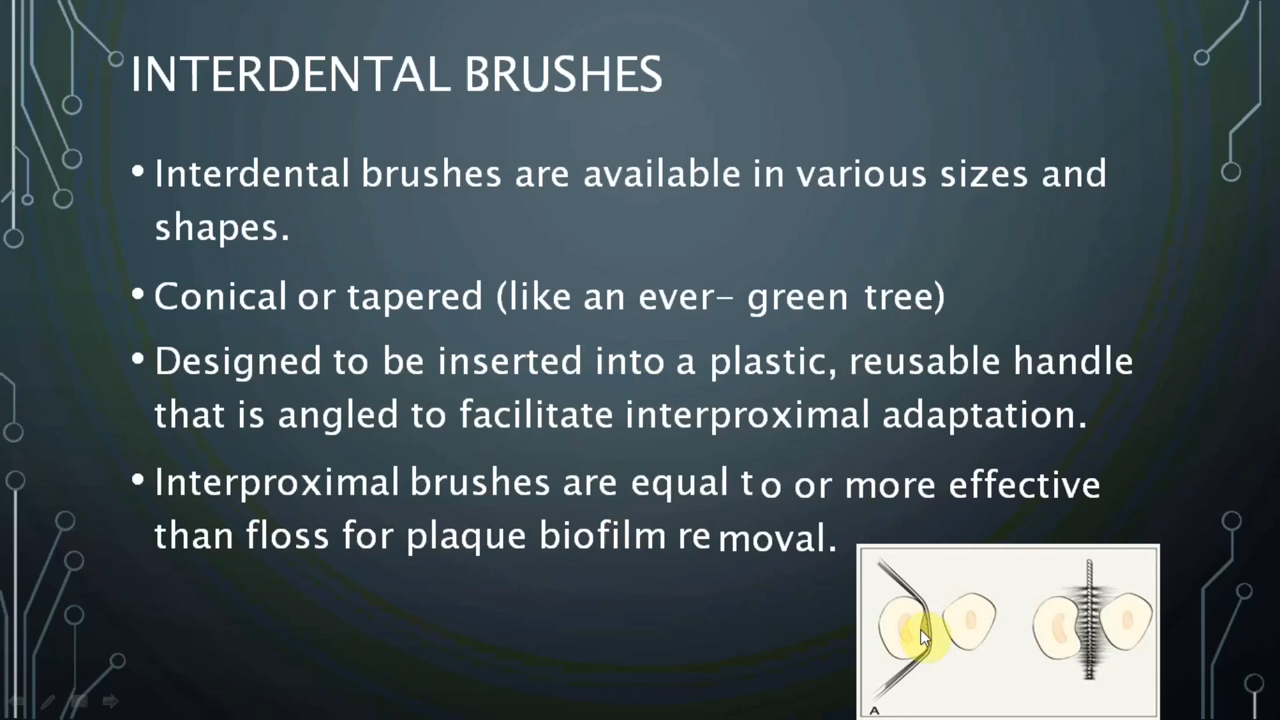 INTERDENTAL BRUSHES
• Interdental brushes are available in various sizes and
shapes.
• Conical or tapered (like an ever– green tree)
• Designed to be inserted into a plastic, reusable handle
that is angled to facilitate interproximal adaptation.
• Interproximal brushes are equal to or more effective
than floss for plaque biofilm removal.
A